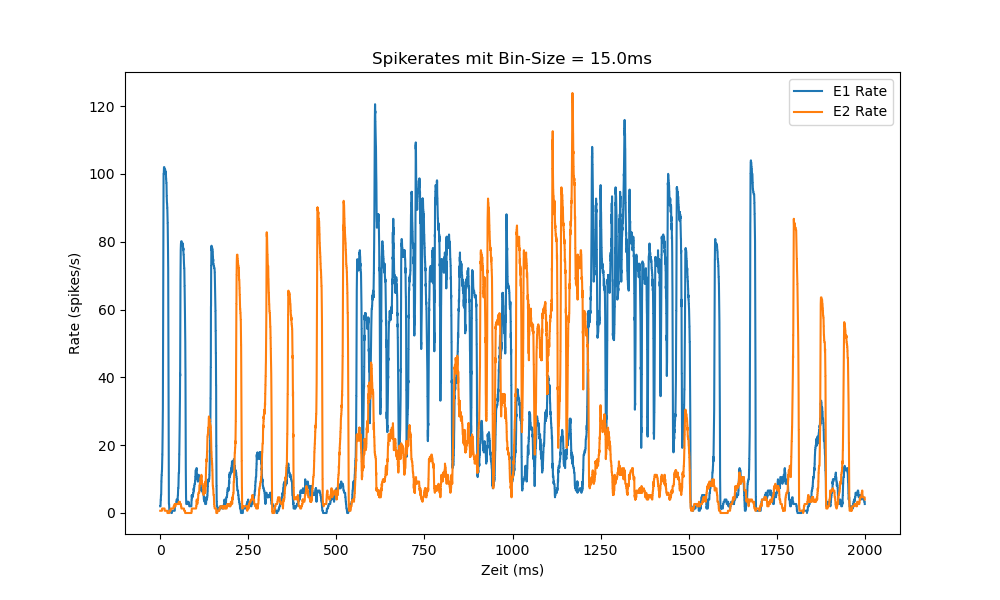 Spikerates mit Bin-Size = 15.0ms
E1 Rate
E2 Rate
Rate (spikes/s)
120
100
80
60
40
20
0
0 250 500 750 1000 1250 1500 1750 2000
Zeit (ms)